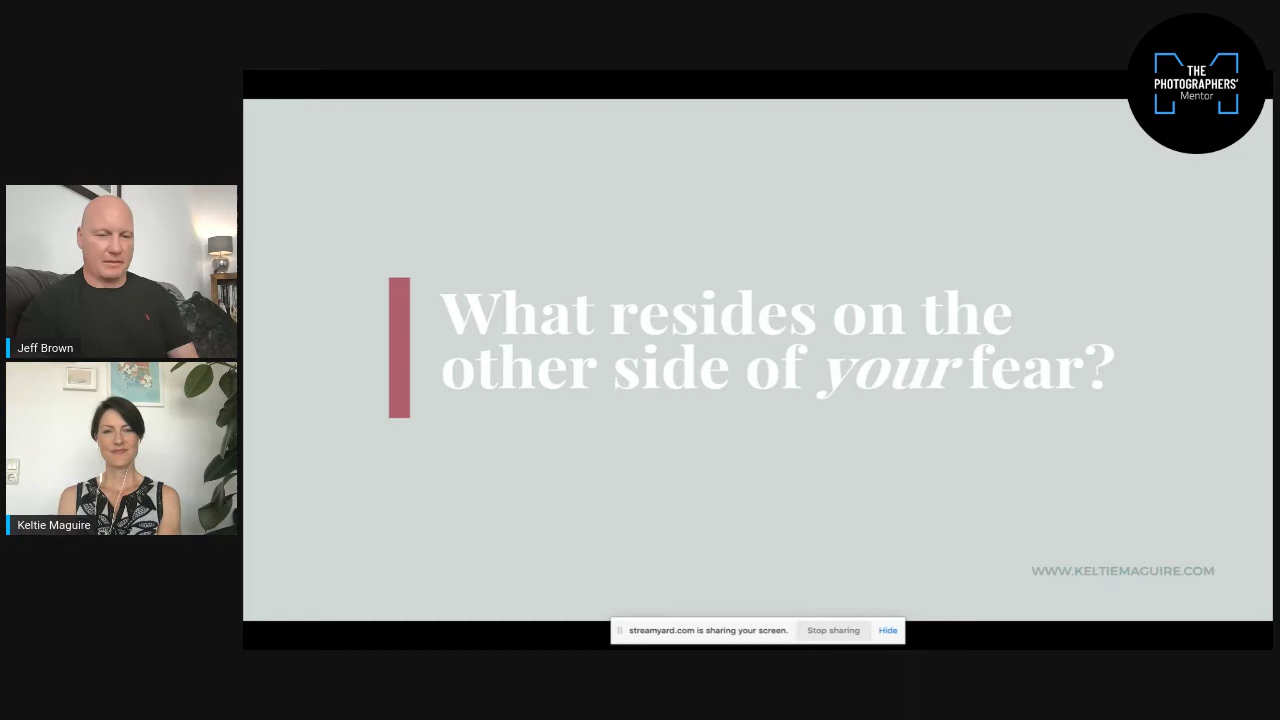 THE
PHOTOGRAPHERS'
Mentor
Jeff Brown
Keltie Maguire
What resides on the
other side of your fear?
WWW.KELTIEMAGUIRE.COM
streamyard.com is sharing your screen. Stop sharing Hide